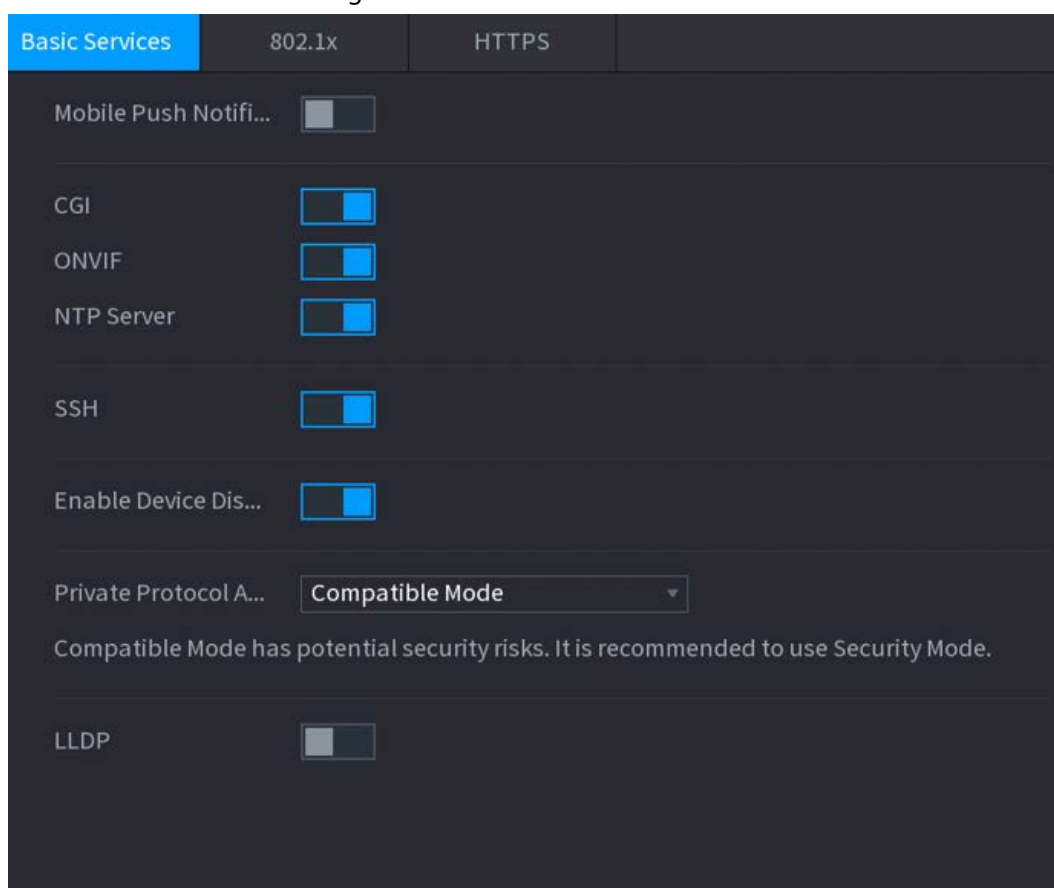 Basic Services 802.1x HTTPS
Mobile Push Notifi...
CGI
ONVIF
NTP Server
SSH
Enable Device Dis...
Private Protocol A... Compatible Mode
Compatible Mode has potential security risks. It is recommended to use Security Mode.
LLDP